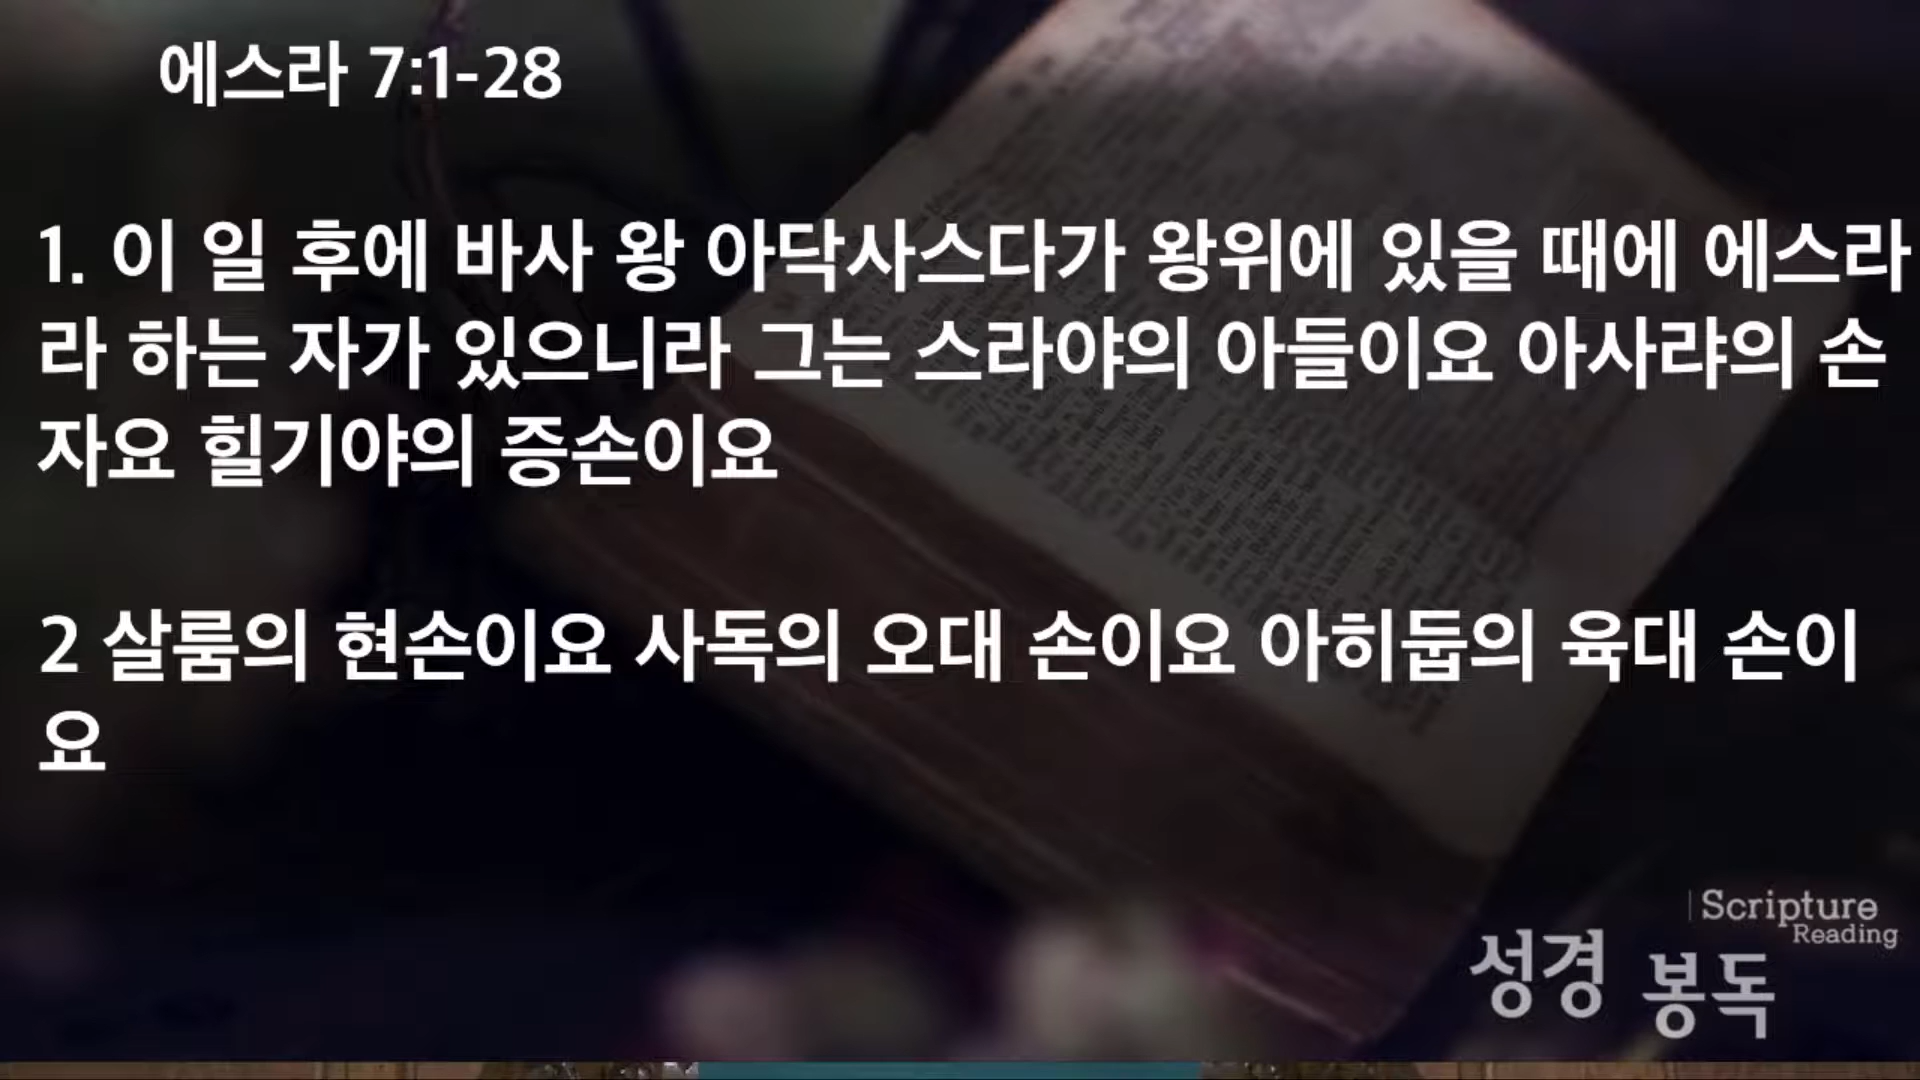 에스라 7:1-28
1. 이 일 후에 바사 왕 아닥사스다가 왕위에 있을 때에 에스라
라 하는 자가 있으니라 그는 스라야의 아들이요 아사랴의 손
자요 힐기야의 증손이요
2 살룸의 현손이요 사독의 오대 손이요 아히둡의 육대 손이
요
Scripture
Reading
성경 봉독